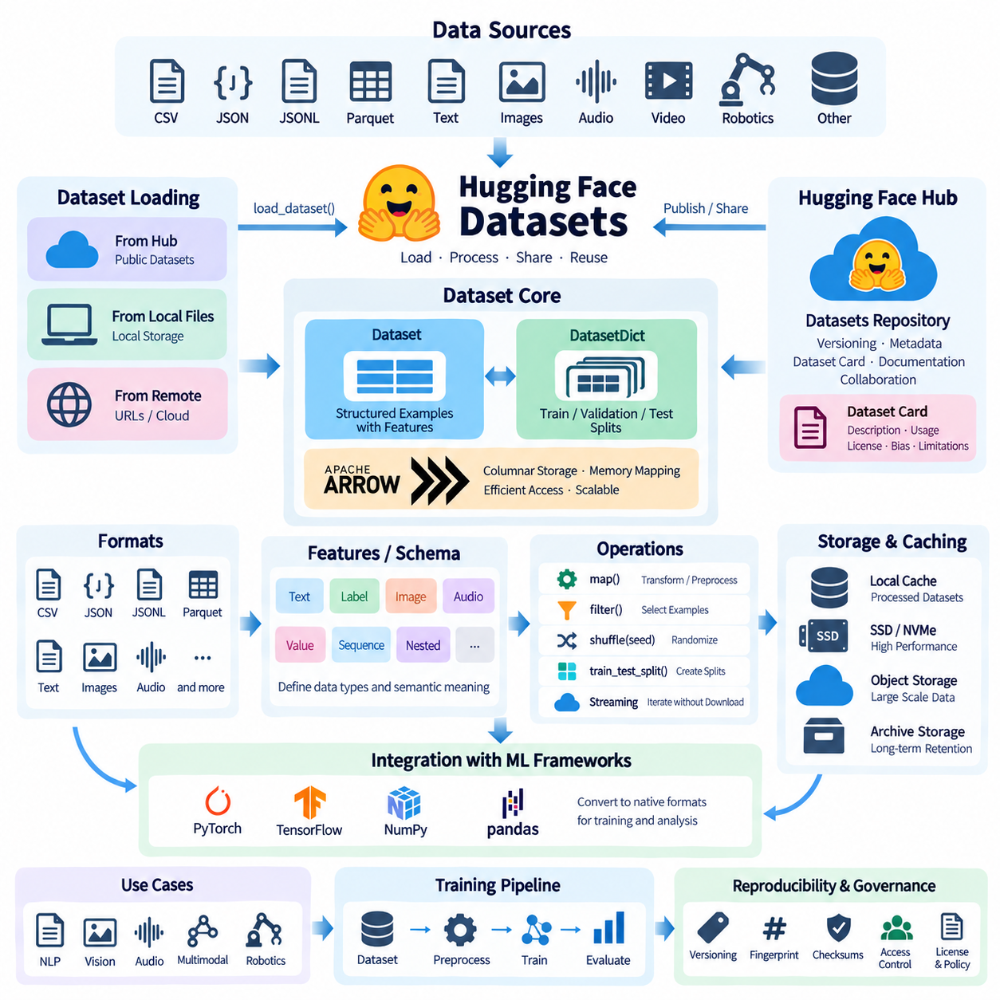 Data Sources
CSV
JSON
JSONL
Parquet
Text
Images
Audio
Video
Robotics
Other
Dataset Loading
From Hub
Public Datasets
From Local Files
Local Storage
From Remote
URLs / Cloud
load_dataset()
Hugging Face
Datasets
Load · Process · Share · Reuse
Publish / Share
Hugging Face Hub
Datasets Repository
Versioning · Metadata
Dataset Card · Documentation
Collaboration
Dataset Card
Description · Usage
License · Bias · Limitations
Dataset Core
Dataset
Structured Examples
with Features
DatasetDict
Train / Validation / Test
Splits
APACHE
ARROW
Columnar Storage · Memory Mapping
Efficient Access · Scalable
Formats
CSV
JSON
JSONL
Parquet
Text
Images
Audio
...
and more
Features / Schema
Text
Label
Image
Audio
Value
Sequence
Nested
...
Define data types and semantic meaning
Operations
map() Transform / Preprocess
filter() Select Examples
shuffle(seed) Randomize
train_test_split() Create Splits
Streaming Iterate without Download
Storage & Caching
Local Cache
Processed Datasets
SSD
SSD / NVMe
High Performance
Object Storage
Large Scale Data
Archive Storage
Long-term Retention
Integration with ML Frameworks
PyTorch
TensorFlow
NumPy
pandas
Convert to native formats
for training and analysis
Use Cases
NLP
Vision
Audio
Multimodal
Robotics
Training Pipeline
Dataset
Preprocess
Train
Evaluate
Reproducibility & Governance
Versioning
#
Fingerprint
Checksums
Access
Control
License
& Policy